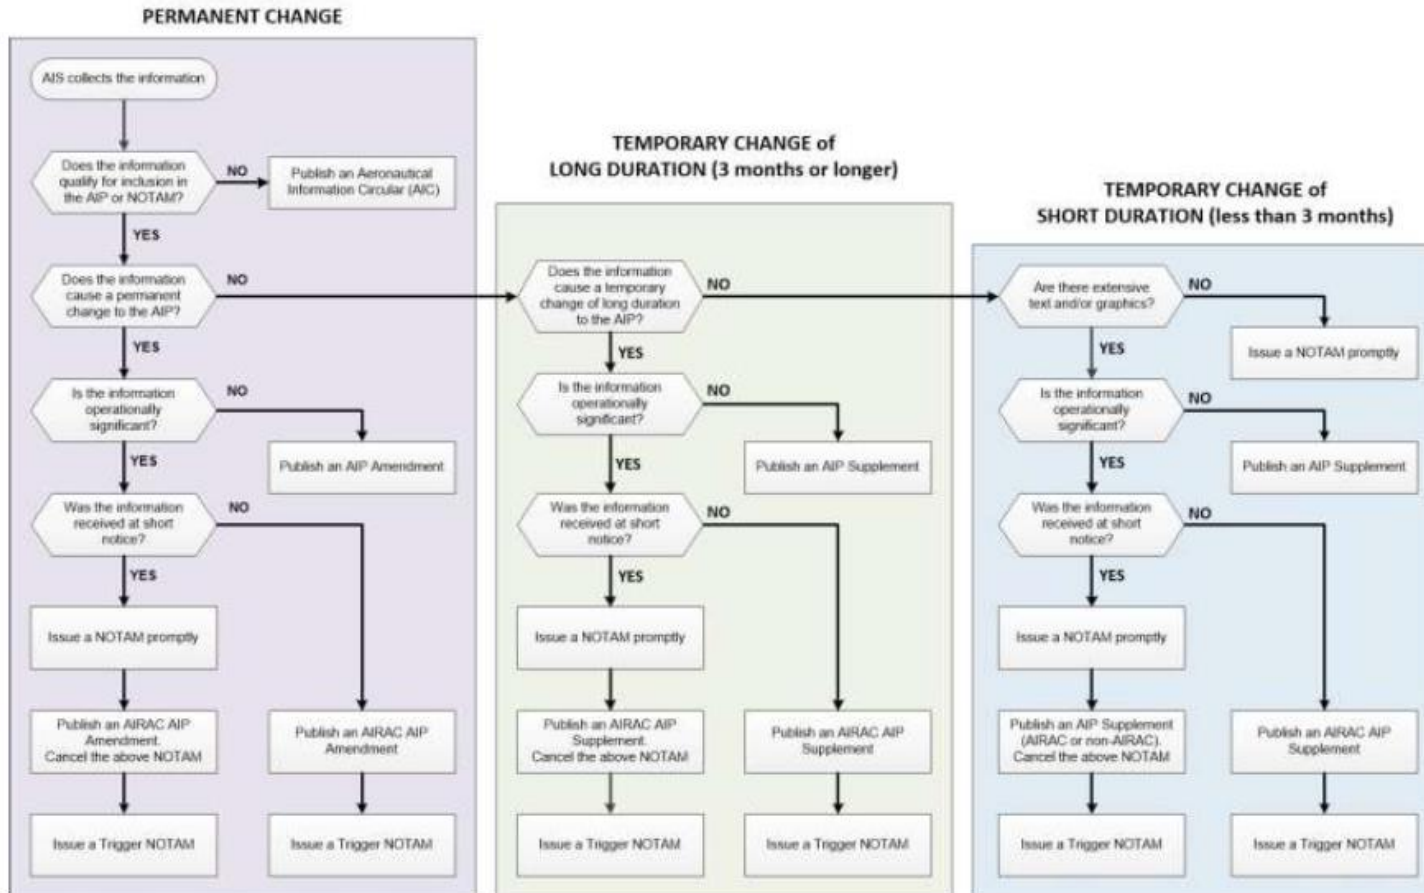 PERMANENT CHANGE
AIS collects the information
Does the information
qualify for inclusion in
the AIP or NOTAM?
NO
Publish an Aeronautical
Information Circular (AIC)
YES
Does the information
cause a permanent
change to the AIP?
NO
YES
Is the information
operationally
significant?
NO
Publish an AIP Amendment
YES
Was the information
received at short
notice?
NO
YES
Issue a NOTAM promptly
Publish an AIRAC AIP
Amendment.
Cancel the above NOTAM
Publish an AIRAC AIP
Amendment
Issue a Trigger NOTAM
Issue a Trigger NOTAM
TEMPORARY CHANGE of
LONG DURATION (3 months or longer)
Does the information
cause a temporary
change of long duration
to the AIP?
NO
YES
Is the information
operationally
significant?
NO
Publish an AIP Supplement
YES
Was the information
received at short
notice?
NO
YES
Issue a NOTAM promptly
Publish an AIRAC AIP
Supplement.
Cancel the above NOTAM
Publish an AIRAC AIP
Supplement
Issue a Trigger NOTAM
Issue a Trigger NOTAM
TEMPORARY CHANGE of
SHORT DURATION (less than 3 months)
Are there extensive
text and/or graphics?
NO
Issue a NOTAM promptly
YES
Is the information
operationally
significant?
NO
Publish an AIP Supplement
YES
Was the information
received at short
notice?
NO
YES
Issue a NOTAM promptly
Publish an AIP Supplement
(AIRAC or non-AIRAC).
Cancel the above NOTAM
Publish an AIRAC AIP
Supplement
Issue a Trigger NOTAM
Issue a Trigger NOTAM